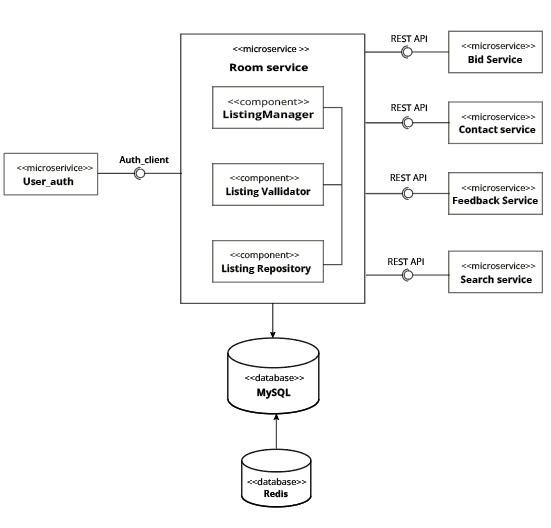 <<microservice >>
Room service
<<component>>
ListingManager
<<component>>
Listing Vallidator
<<component>>
Listing Repository
<<microserivice>>
User_auth
Auth_client
REST API
<<microservice>>
Bid Service
REST API
<<microservice>>
Contact service
REST API
<<microservice>>
Feedback Service
REST API
<<microservice>>
Search service
<<database>>
MySQL
<<database>>
Redis